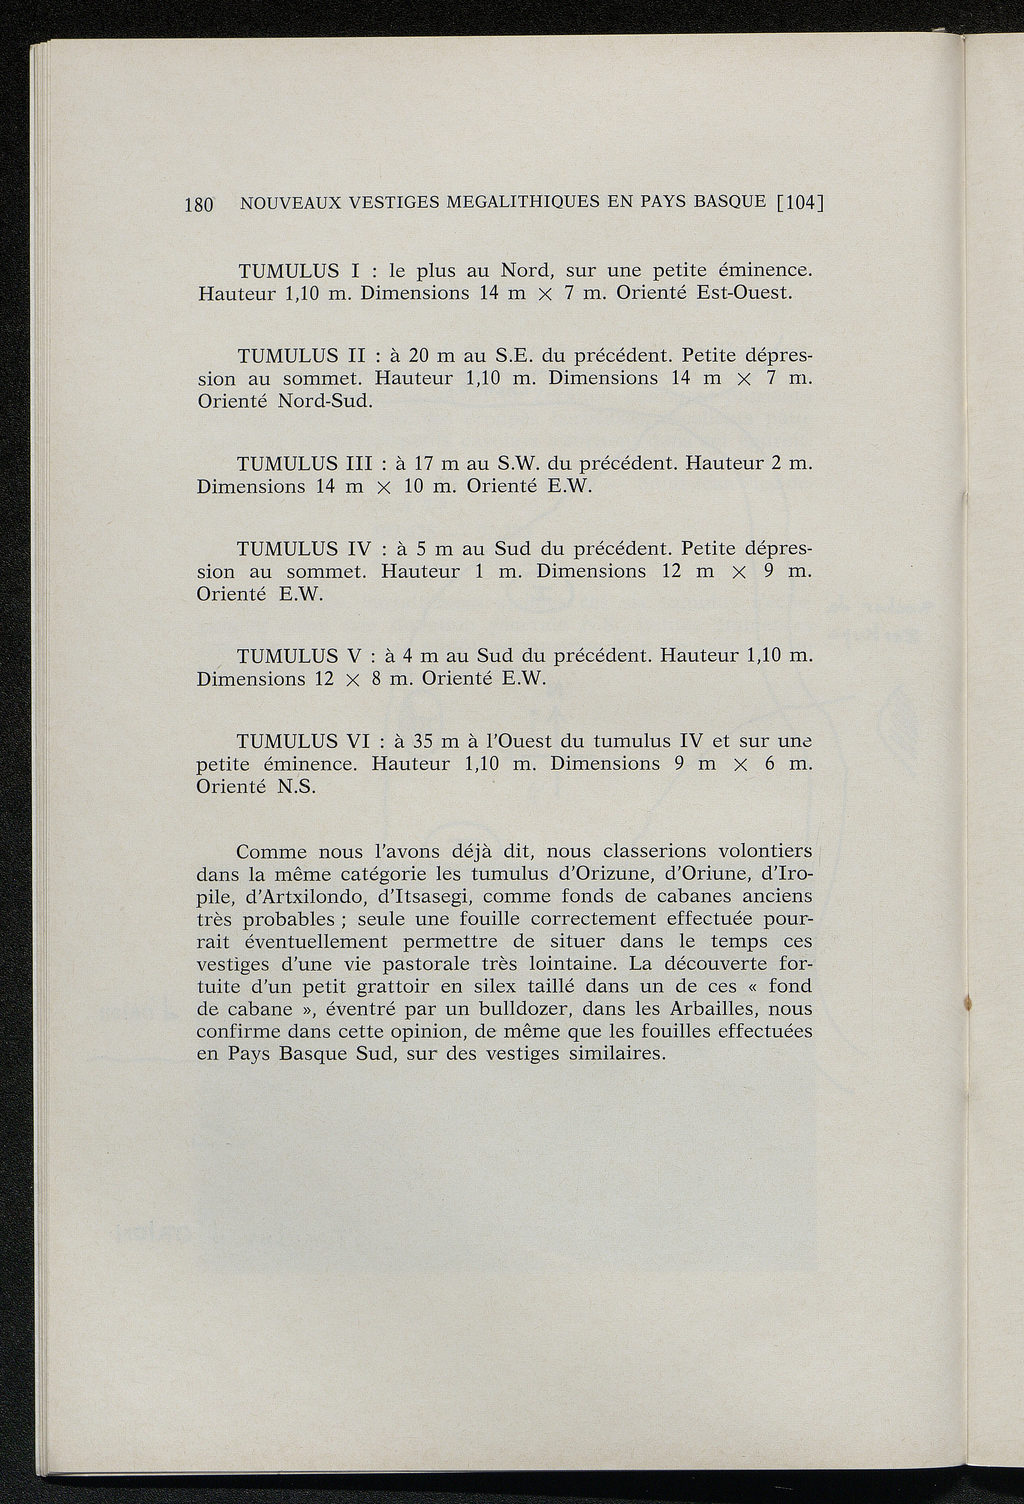 180 NOUVEAUX VESTIGES MEGALITHIQUES EN PAYS BASQUE [104]
TUMULUS I : le plus au Nord, sur une petite éminence.
Hauteur 1,10 m. Dimensions 14 m × 7 m. Orienté Est-Ouest.
TUMULUS II : à 20 m au S.E. du précédent. Petite dépres-
sion au sommet. Hauteur 1,10 m. Dimensions 14 m × 7 m.
Orienté Nord-Sud.
TUMULUS III : à 17 m au S.W. du précédent. Hauteur 2 m.
Dimensions 14 m × 10 m. Orienté E.W.
TUMULUS IV : à 5 m au Sud du précédent. Petite dépres-
sion au sommet. Hauteur 1 m. Dimensions 12 m × 9 m.
Orienté E.W.
TUMULUS V : à 4 m au Sud du précédent. Hauteur 1,10 m.
Dimensions 12 × 8 m. Orienté E.W.
TUMULUS VI : à 35 m à l'Ouest du tumulus IV et sur une
petite éminence. Hauteur 1,10 m. Dimensions 9 m × 6 m.
Orienté N.S.
Comme nous l'avons déjà dit, nous classerions volontiers
dans la même catégorie les tumulus d'Orizune, d'Oriune, d'Iro-
pile, d'Artxilondo, d'Itsasegi, comme fonds de cabanes anciens
très probables ; seule une fouille correctement effectuée pour-
rait éventuellement permettre de situer dans le temps ces
vestiges d'une vie pastorale très lointaine. La découverte for-
tuite d'un petit grattoir en silex taillé dans un de ces « fond
de cabane », éventré par un bulldozer, dans les Arbailles, nous
confirme dans cette opinion, de même que les fouilles effectuées
en Pays Basque Sud, sur des vestiges similaires.